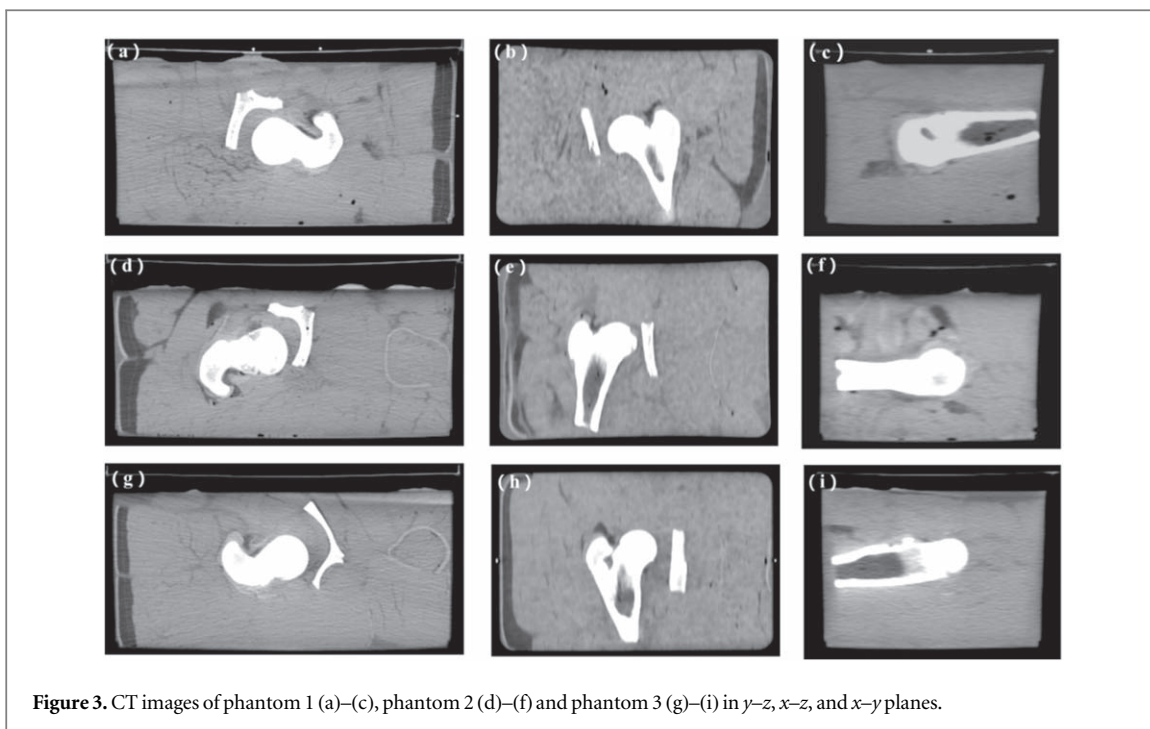 (a)
(b)
(c)
(d)
(e)
(f)
(g)
(h)
(i)
Figure 3. CT images of phantom 1 (a)–(c), phantom 2 (d)–(f) and phantom 3 (g)–(i) in y–z, x–z, and x–y planes.